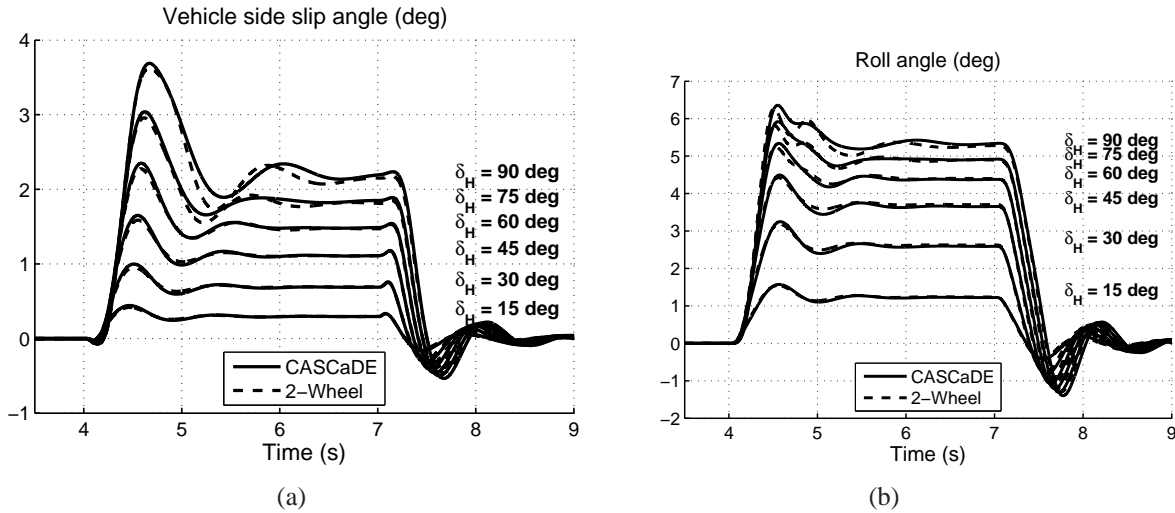 Vehicle side slip angle (deg)
4
3
2
1
0
−1
4 5 6 7 8 9
Time (s)
δH = 90 deg
δH = 75 deg
δH = 60 deg
δH = 45 deg
δH = 30 deg
δH = 15 deg
CASCaDE
2−Wheel
(a)
Roll angle (deg)
7
6
5
4
3
2
1
0
−1
−2
4 5 6 7 8 9
Time (s)
δH = 90 deg
δH = 75 deg
δH = 60 deg
δH = 45 deg
δH = 30 deg
δH = 15 deg
CASCaDE
2−Wheel
(b)